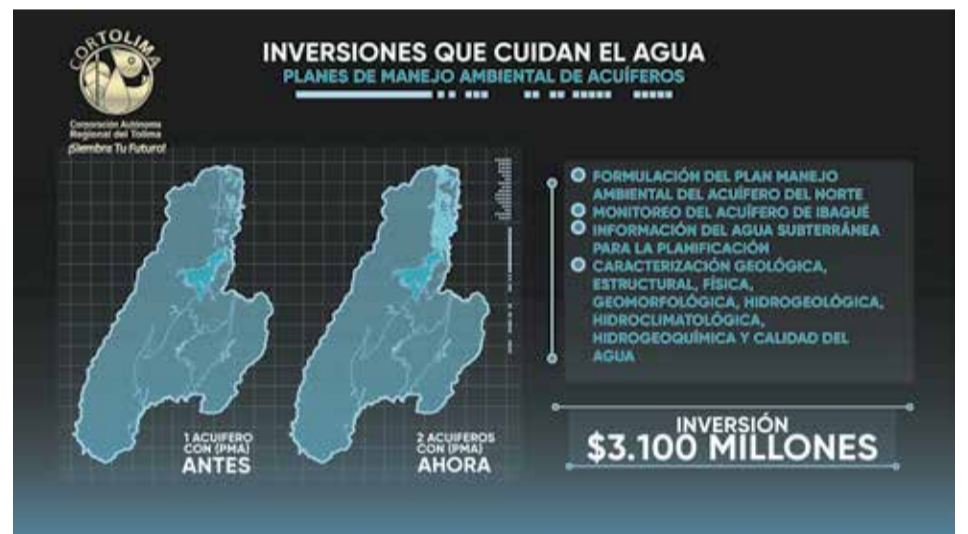 CORTOLIMA
Corporación Autónoma
Regional del Tolima
¡Siembra Tu Futuro!
INVERSIONES QUE CUIDAN EL AGUA
PLANES DE MANEJO AMBIENTAL DE ACUÍFEROS
1 ACUIFERO
CON (PMA)
ANTES
2 ACUIFEROS
CON (PMA)
AHORA
FORMULACIÓN DEL PLAN MANEJO
AMBIENTAL DEL ACUÍFERO DEL NORTE
MONITOREO DEL ACUÍFERO DE IBAGUÉ
INFORMACIÓN DEL AGUA SUBTERRÁNEA
PARA LA PLANIFICACIÓN
CARACTERIZACIÓN GEOLÓGICA,
ESTRUCTURAL, FÍSICA,
GEOMORFOLÓGICA, HIDROGEOLÓGICA,
HIDROCLIMATOLÓGICA,
HIDROGEOQUÍMICA Y CALIDAD DEL
AGUA
INVERSIÓN
$3.100 MILLONES